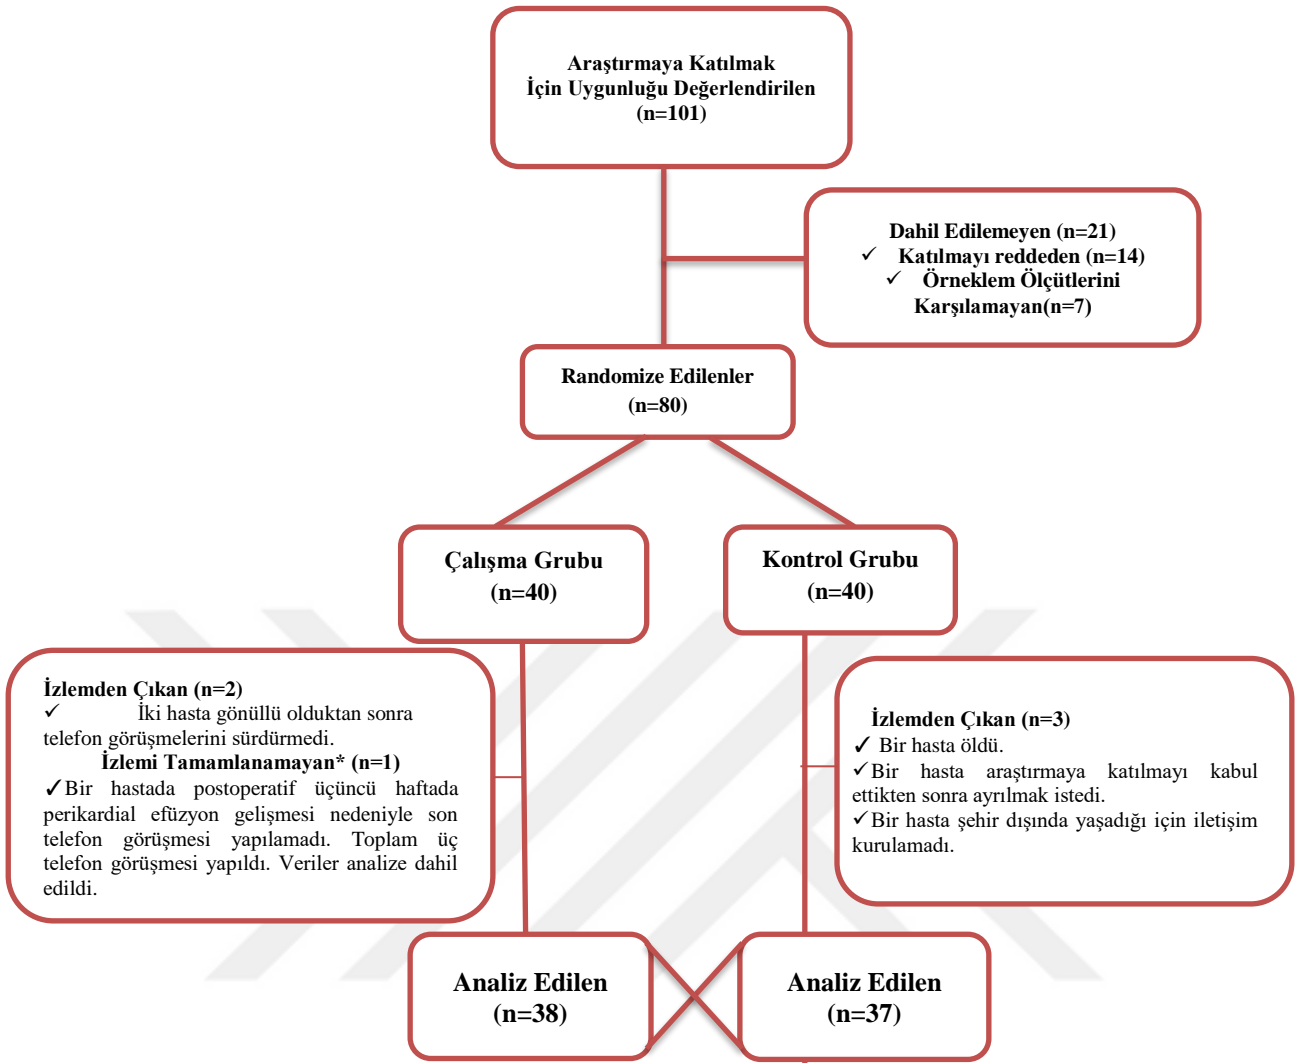 Araştırmaya Katılmak
İçin Uygunluğu Değerlendirilen
(n=101)
Dahil Edilemeyen (n=21)
✓ Katılmayı reddeden (n=14)
✓ Örneklem Ölçütlerini
Karşılamayan(n=7)
Randomize Edilenler
(n=80)
Çalışma Grubu
(n=40)
Kontrol Grubu
(n=40)
İzlemden Çıkan (n=2)
✓ İki hasta gönüllü olduktan sonra
telefon görüşmelerini sürdürmedi.
İzlemi Tamamlanamayan* (n=1)
✓Bir hastada postoperatif üçüncü haftada
perikardial efüzyon gelişmesi nedeniyle son
telefon görüşmesi yapılamadı. Toplam üç
telefon görüşmesi yapıldı. Veriler analize dahil
edildi.
İzlemden Çıkan (n=3)
✓ Bir hasta öldü.
✓Bir hasta araştırmaya katılmayı kabul
ettikten sonra ayrılmak istedi.
✓Bir hasta şehir dışında yaşadığı için iletişim
kurulamadı.
Analiz Edilen
(n=38)
Analiz Edilen
(n=37)